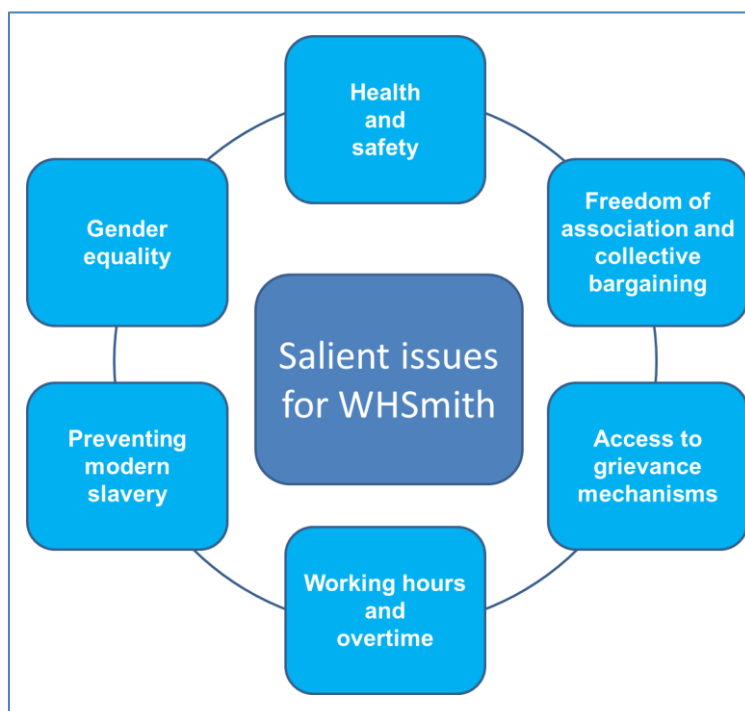 Health
and
safety
Freedom of
association and
collective
bargaining
Access to
grievance
mechanisms
Working hours
and
overtime
Preventing
modern
slavery
Gender
equality
Salient issues
for WHSmith